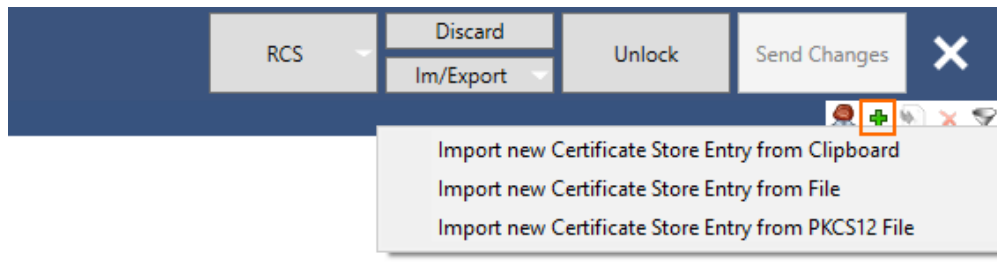 RCS
Discard
Im/Export
Unlock
Send Changes
Import new Certificate Store Entry from Clipboard
Import new Certificate Store Entry from File
Import new Certificate Store Entry from PKCS12 File